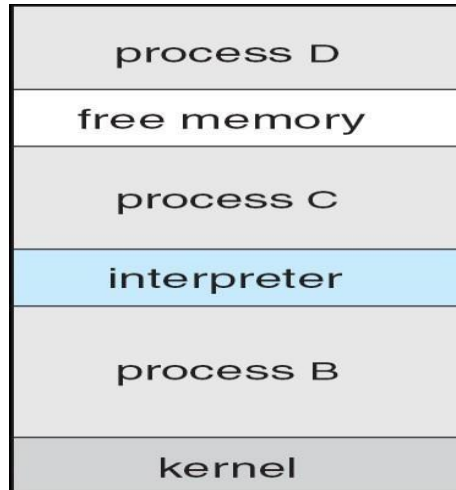 process D
free memory
process C
interpreter
process B
kernel